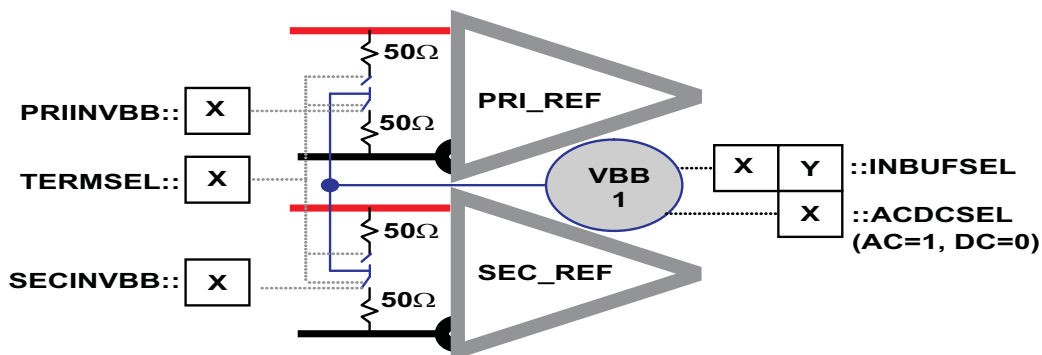 50Ω
PRIINVBB:: X
50Ω
PRI_REF
TERMSEL:: X
VBB
1
X Y ::INBUFSEL
X ::ACDCSEL
(AC=1, DC=0)
50Ω
SECINVBB:: X
50Ω
SEC_REF